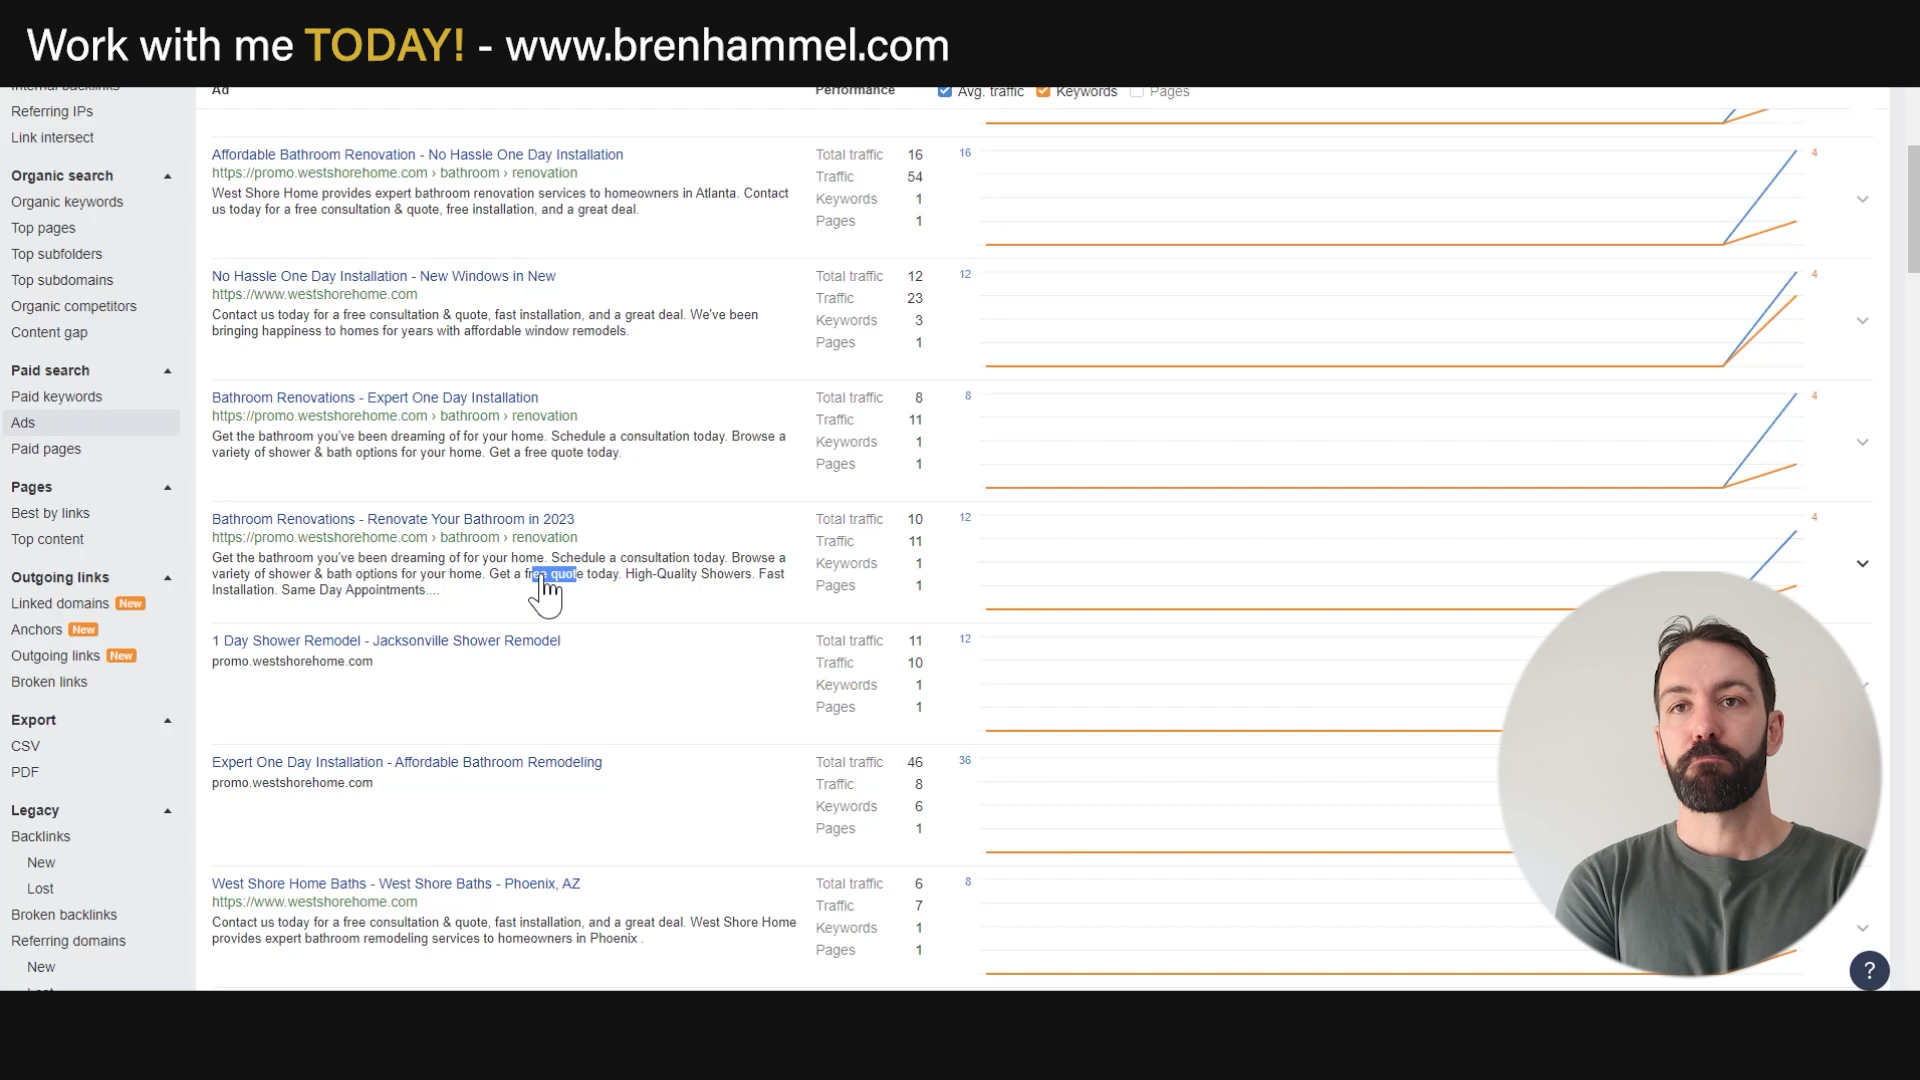 Work with me TODAY! - www.brenhammel.com
Internal backlinks
Ad
Performance
Avg. traffic
Keywords
Pages
Referring IPs
Link intersect
Organic search
Organic keywords
Top pages
Top subfolders
Top subdomains
Organic competitors
Content gap
Paid search
Paid keywords
Ads
Paid pages
Pages
Best by links
Top content
Outgoing links
Linked domains New
Anchors New
Outgoing links New
Broken links
Export
CSV
PDF
Legacy
Backlinks
New
Lost
Broken backlinks
Referring domains
New
Affordable Bathroom Renovation - No Hassle One Day Installation
https://promo.westshorehome.com › bathroom › renovation
West Shore Home provides expert bathroom renovation services to homeowners in Atlanta. Contact
us today for a free consultation & quote, free installation, and a great deal.
Total traffic 16
Traffic 54
Keywords 1
Pages 1
16
4
No Hassle One Day Installation - New Windows in New
https://www.westshorehome.com
Contact us today for a free consultation & quote, fast installation, and a great deal. We've been
bringing happiness to homes for years with affordable window remodels.
Total traffic 12
Traffic 23
Keywords 3
Pages 1
12
4
Bathroom Renovations - Expert One Day Installation
https://promo.westshorehome.com › bathroom › renovation
Get the bathroom you've been dreaming of for your home. Schedule a consultation today. Browse a
variety of shower & bath options for your home. Get a free quote today.
Total traffic 8
Traffic 11
Keywords 1
Pages 1
8
4
Bathroom Renovations - Renovate Your Bathroom in 2023
https://promo.westshorehome.com › bathroom › renovation
Get the bathroom you've been dreaming of for your home. Schedule a consultation today. Browse a
variety of shower & bath options for your home. Get a free quote today. High-Quality Showers. Fast
Installation. Same Day Appointments....
Total traffic 10
Traffic 11
Keywords 1
Pages 1
12
4
1 Day Shower Remodel - Jacksonville Shower Remodel
promo.westshorehome.com
Total traffic 11
Traffic 10
Keywords 1
Pages 1
12
Expert One Day Installation - Affordable Bathroom Remodeling
promo.westshorehome.com
Total traffic 46
Traffic 8
Keywords 6
Pages 1
36
West Shore Home Baths - West Shore Baths - Phoenix, AZ
https://www.westshorehome.com
Contact us today for a free consultation & quote, fast installation, and a great deal. West Shore Home
provides expert bathroom remodeling services to homeowners in Phoenix .
Total traffic 6
Traffic 7
Keywords 1
Pages 1
8
?